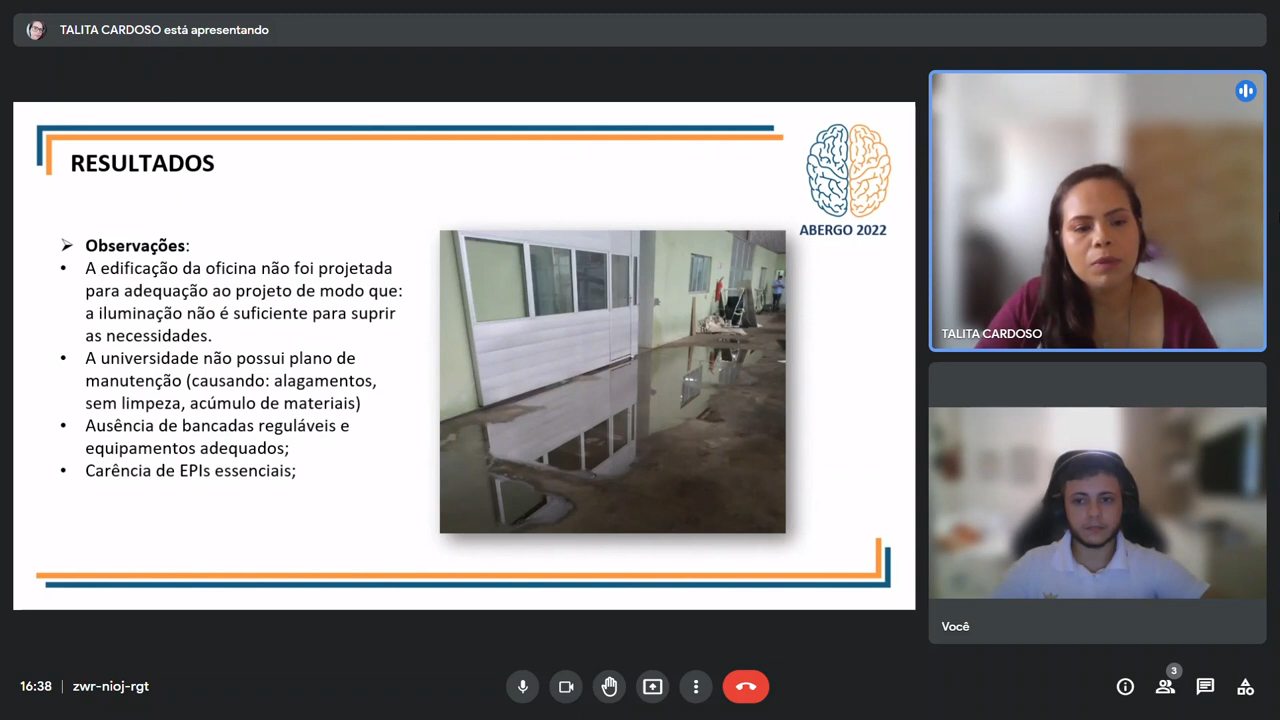 TALITA CARDOSO está apresentando
RESULTADOS
ABERGO 2022
➢ Observações:
• A edificação da oficina não foi projetada
para adequação ao projeto de modo que:
a iluminação não é suficiente para suprir
as necessidades.
• A universidade não possui plano de
manutenção (causando: alagamentos,
sem limpeza, acúmulo de materiais)
• Ausência de bancadas reguláveis e
equipamentos adequados;
• Carência de EPIs essenciais;
TALITA CARDOSO
Você
16:38 | zwr-nioj-rgt
3